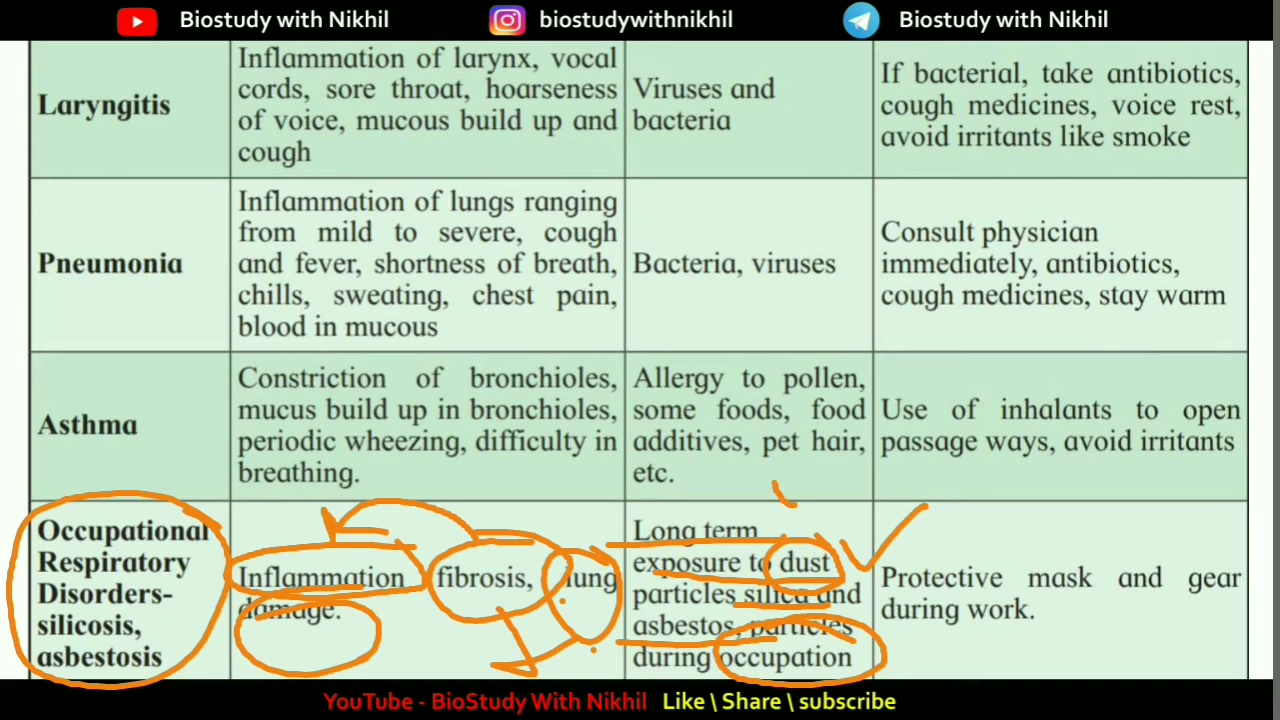 Biostudy with Nikhil
biostudywithnikhil
Biostudy with Nikhil
Laryngitis
Inflammation of larynx, vocal
cords, sore throat, hoarseness
of voice, mucous build up and
cough
Viruses and
bacteria
If bacterial, take antibiotics,
cough medicines, voice rest,
avoid irritants like smoke
Pneumonia
Inflammation of lungs ranging
from mild to severe, cough
and fever, shortness of breath,
chills, sweating, chest pain,
blood in mucous
Bacteria, viruses
Consult physician
immediately, antibiotics,
cough medicines, stay warm
Asthma
Constriction of bronchioles,
mucus build up in bronchioles,
periodic wheezing, difficulty in
breathing.
Allergy to pollen,
some foods, food
additives, pet hair,
etc.
Use of inhalants to open
passage ways, avoid irritants
Occupational
Respiratory
Disorders-
silicosis,
asbestosis
Inflammation fibrosis, lung
damage.
Long term
exposure to dust
particles silica and
asbestos, particles
during occupation
Protective mask and gear
during work.
YouTube - BioStudy With Nikhil Like \ Share \ subscribe